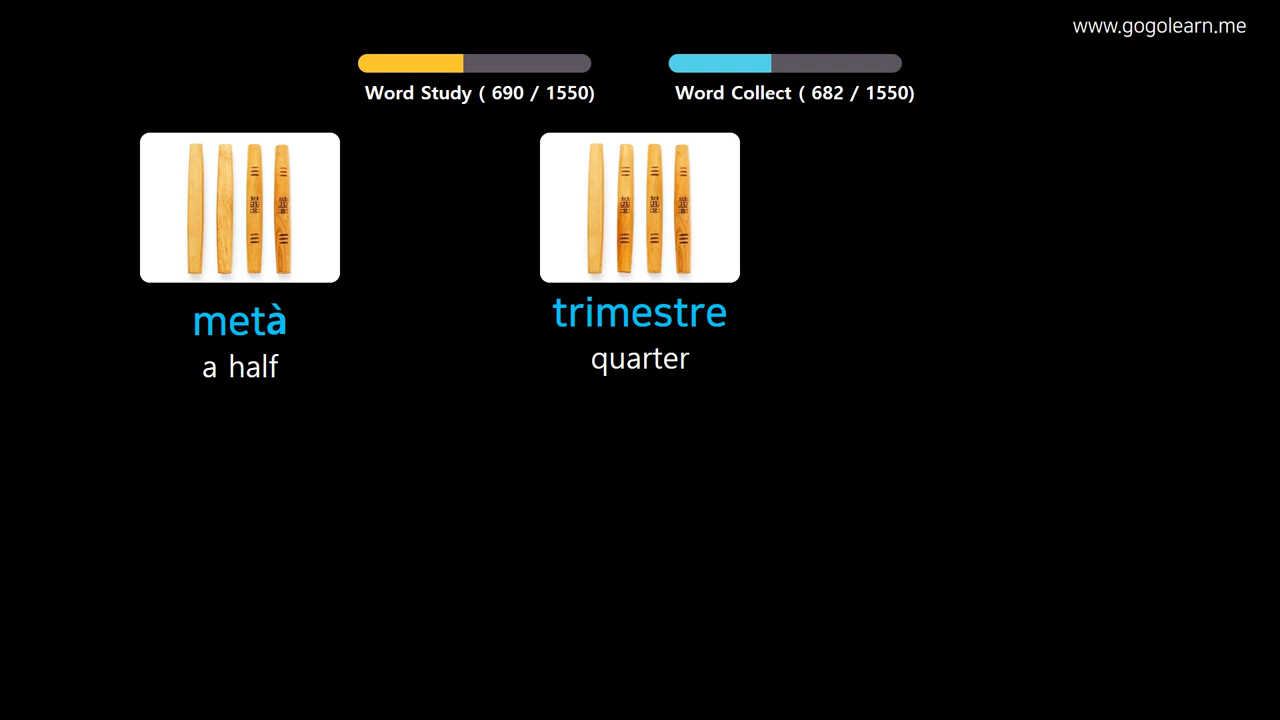 www.gogolearn.me
Word Study ( 690 / 1550)
Word Collect ( 682 / 1550)
metà
a half
trimestre
quarter